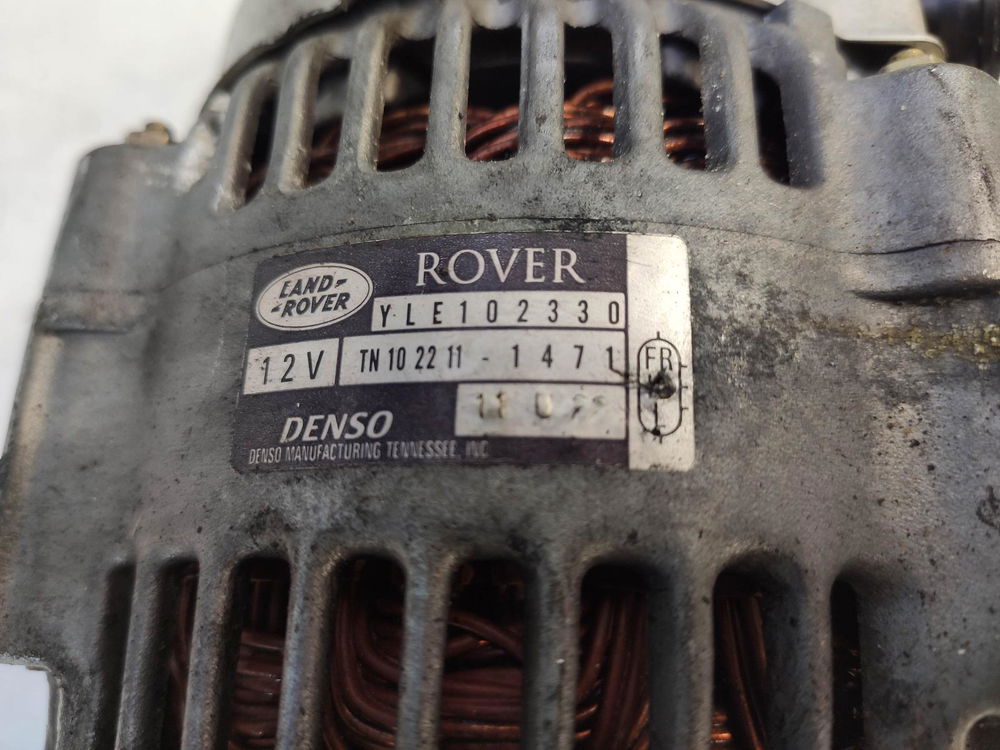 LAND-
-ROVER
ROVER
YLE102330
12V
TN 10 22 11 - 1471
FR
L
DENSO
DENSO MANUFACTURING TENNESSEE, INC